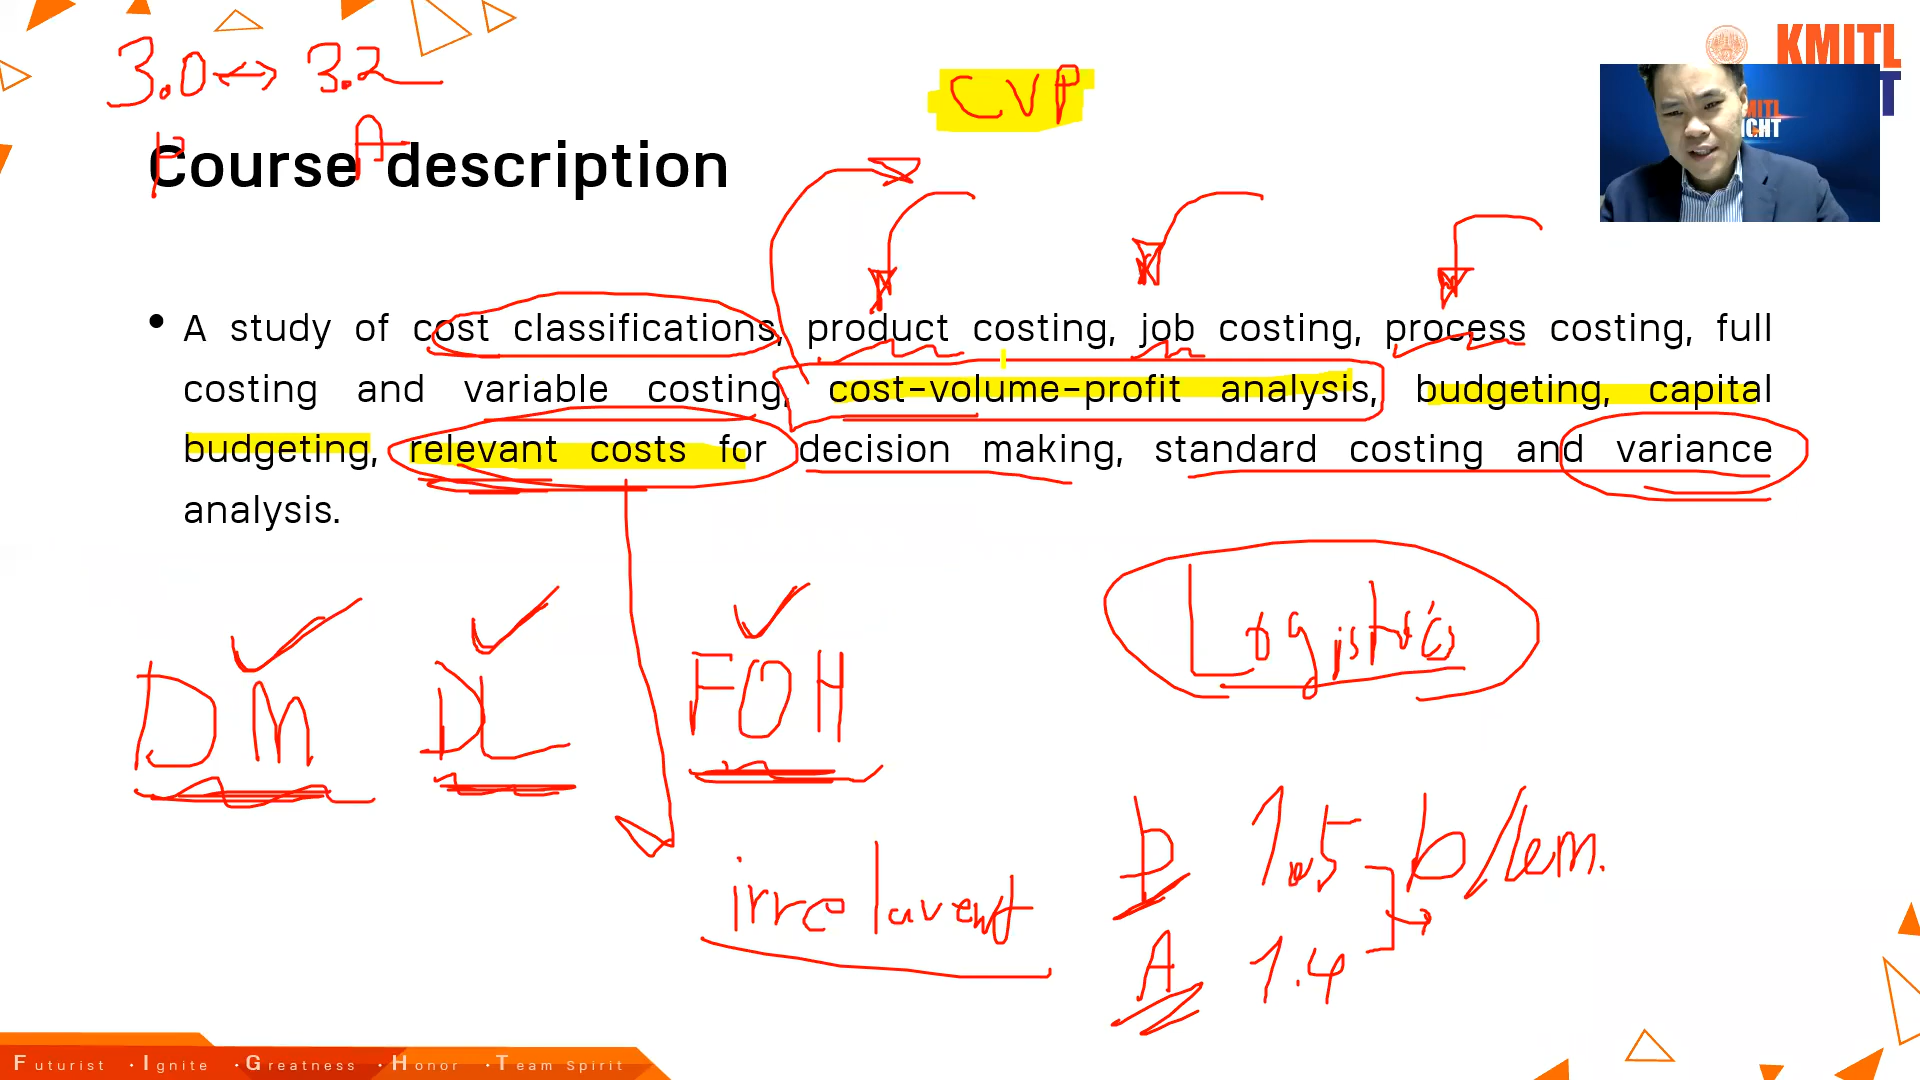 3.0 ↔ 3.2
P A
CVP
KMITL
Course description
• A study of cost classifications, product costing, job costing, process costing, full
costing and variable costing, cost-volume-profit analysis, budgeting, capital
budgeting, relevant costs for decision making, standard costing and variance
analysis.
Logistics
DM DL FOH
irrelavent
P 1.5
A 1.4
Futurist ·Ignite ·Greatness ·Honor ·Team Spirit